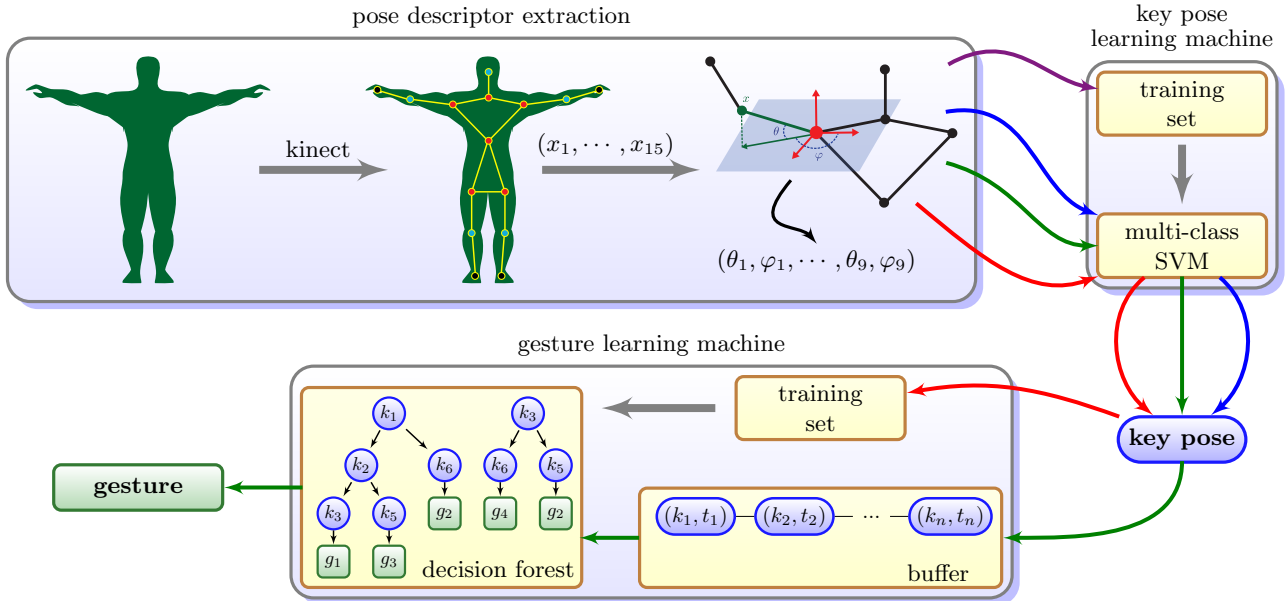 pose descriptor extraction
key pose
learning machine
kinect
(x₁, ⋯ , x₁₅)
x
θ
φ
(θ₁, φ₁, ⋯ , θ₉, φ₉)
training
set
multi-class
SVM
gesture learning machine
training
set
key pose
k₁
k₃
k₂
k₆
k₆
k₅
k₃
k₅
g₂
g₄
g₂
g₁
g₃
decision forest
gesture
(k₁, t₁)
(k₂, t₂)
...
(kₙ, tₙ)
buffer